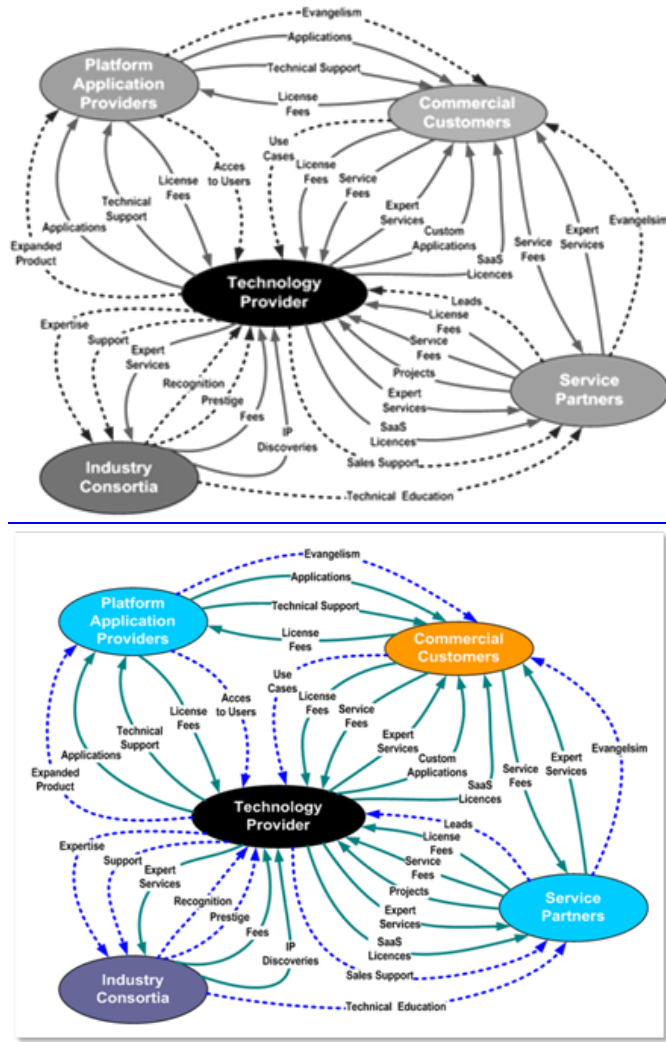 Evangelism
Applications
Platform
Application
Providers
Technical Support
License
Fees
Commercial
Customers
Use
Cases
Acces
to Users
License
Fees
License
Fees
Service
Fees
Technical
Support
Applications
Expanded
Product
Expert
Services
Custom
Applications
SaaS
Licences
Service
Fees
Expert
Services
Evangelsim
Technology
Provider
Leads
License
Fees
Service
Fees
Projects
Expert
Services
SaaS
Licences
Sales Support
Service
Partners
Expertise
Support
Expert
Services
Recognition
Prestige
Fees
IP
Discoveries
Industry
Consortia
Technical Education
Evangelism
Applications
Platform
Application
Providers
Technical Support
License
Fees
Commercial
Customers
Use
Cases
Acces
to Users
License
Fees
License
Fees
Service
Fees
Technical
Support
Applications
Expanded
Product
Expert
Services
Custom
Applications
SaaS
Licences
Service
Fees
Expert
Services
Evangelsim
Technology
Provider
Leads
License
Fees
Service
Fees
Projects
Expert
Services
SaaS
Licences
Sales Support
Service
Partners
Expertise
Support
Expert
Services
Recognition
Prestige
Fees
IP
Discoveries
Industry
Consortia
Technical Education